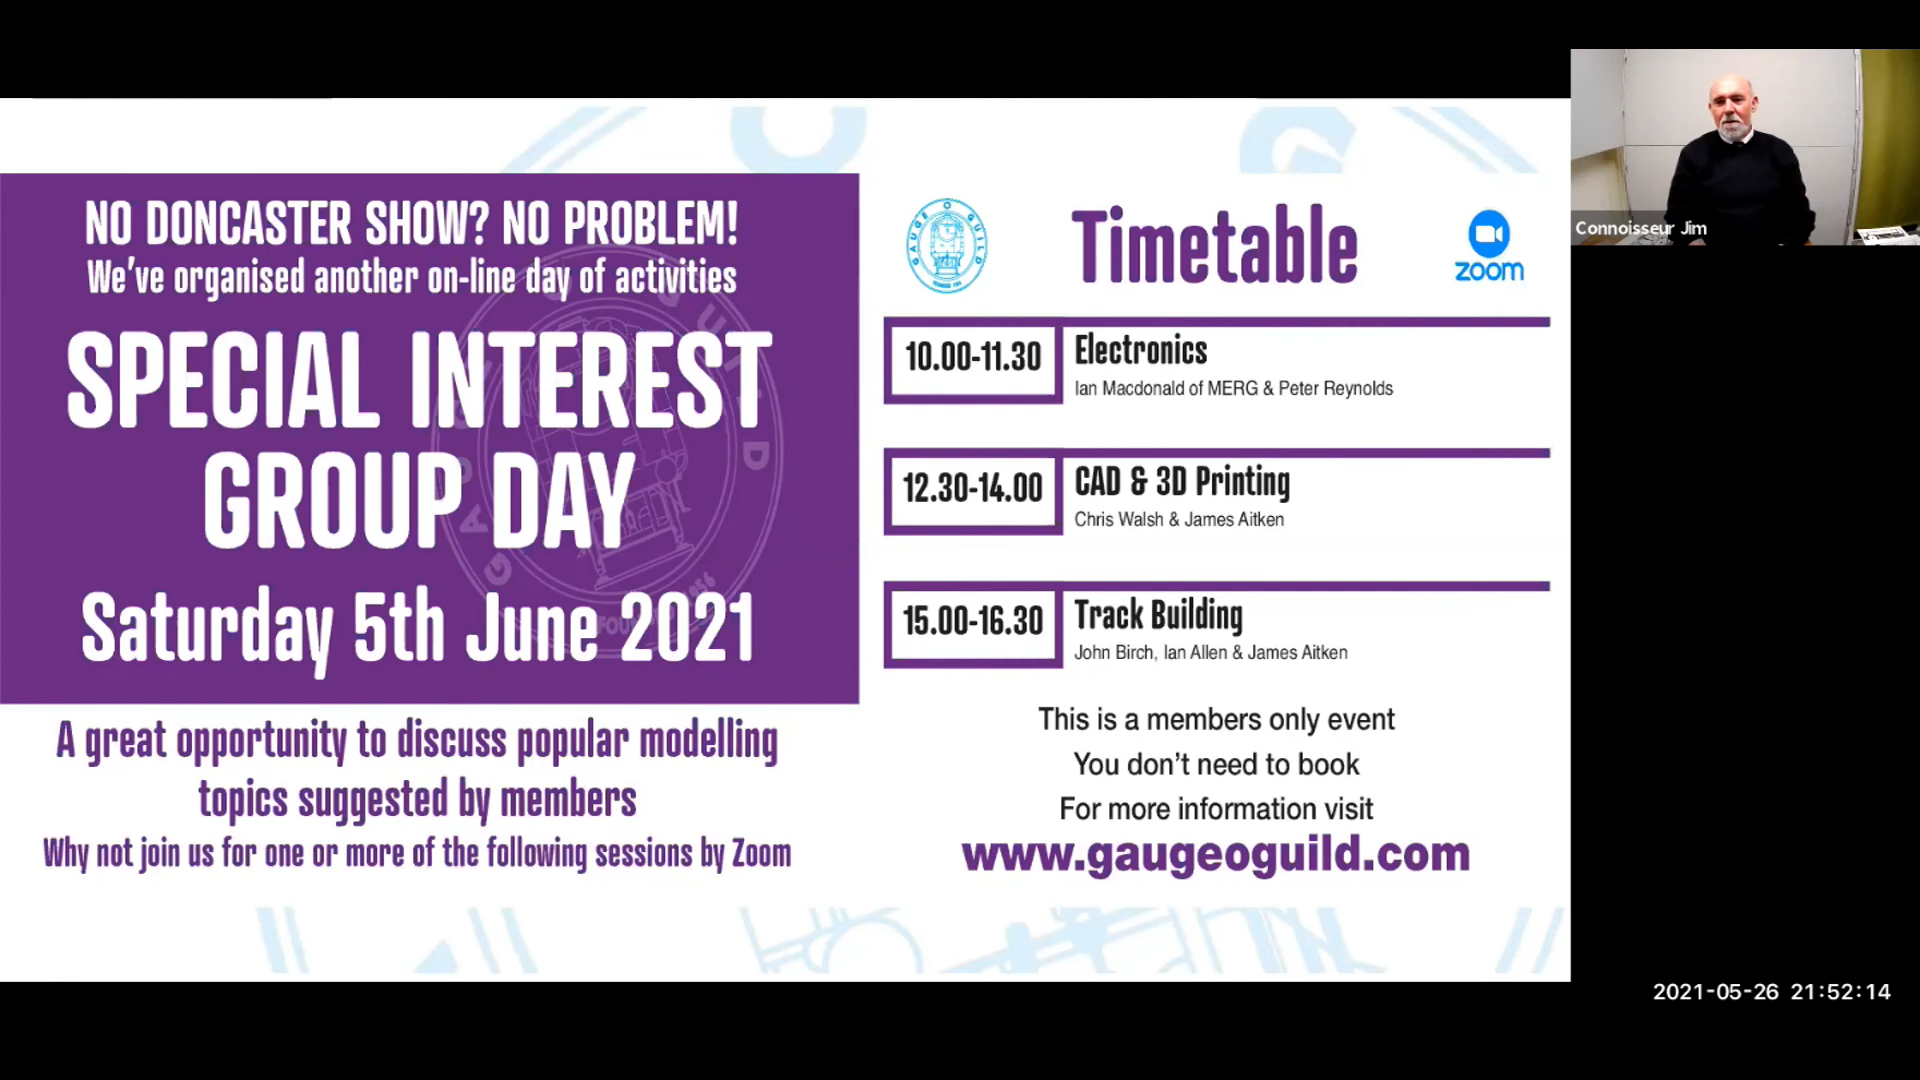 NO DONCASTER SHOW? NO PROBLEM!
We've organised another on-line day of activities
SPECIAL INTEREST
GROUP DAY
Saturday 5th June 2021
A great opportunity to discuss popular modelling
topics suggested by members
Why not join us for one or more of the following sessions by Zoom
GAUGE O GUILD
Timetable
zoom
10.00-11.30
Electronics
Ian Macdonald of MERG & Peter Reynolds
12.30-14.00
CAD & 3D Printing
Chris Walsh & James Aitken
15.00-16.30
Track Building
John Birch, Ian Allen & James Aitken
This is a members only event
You don't need to book
For more information visit
www.gaugeoguild.com
Connoisseur Jim
2021-05-26 21:52:14